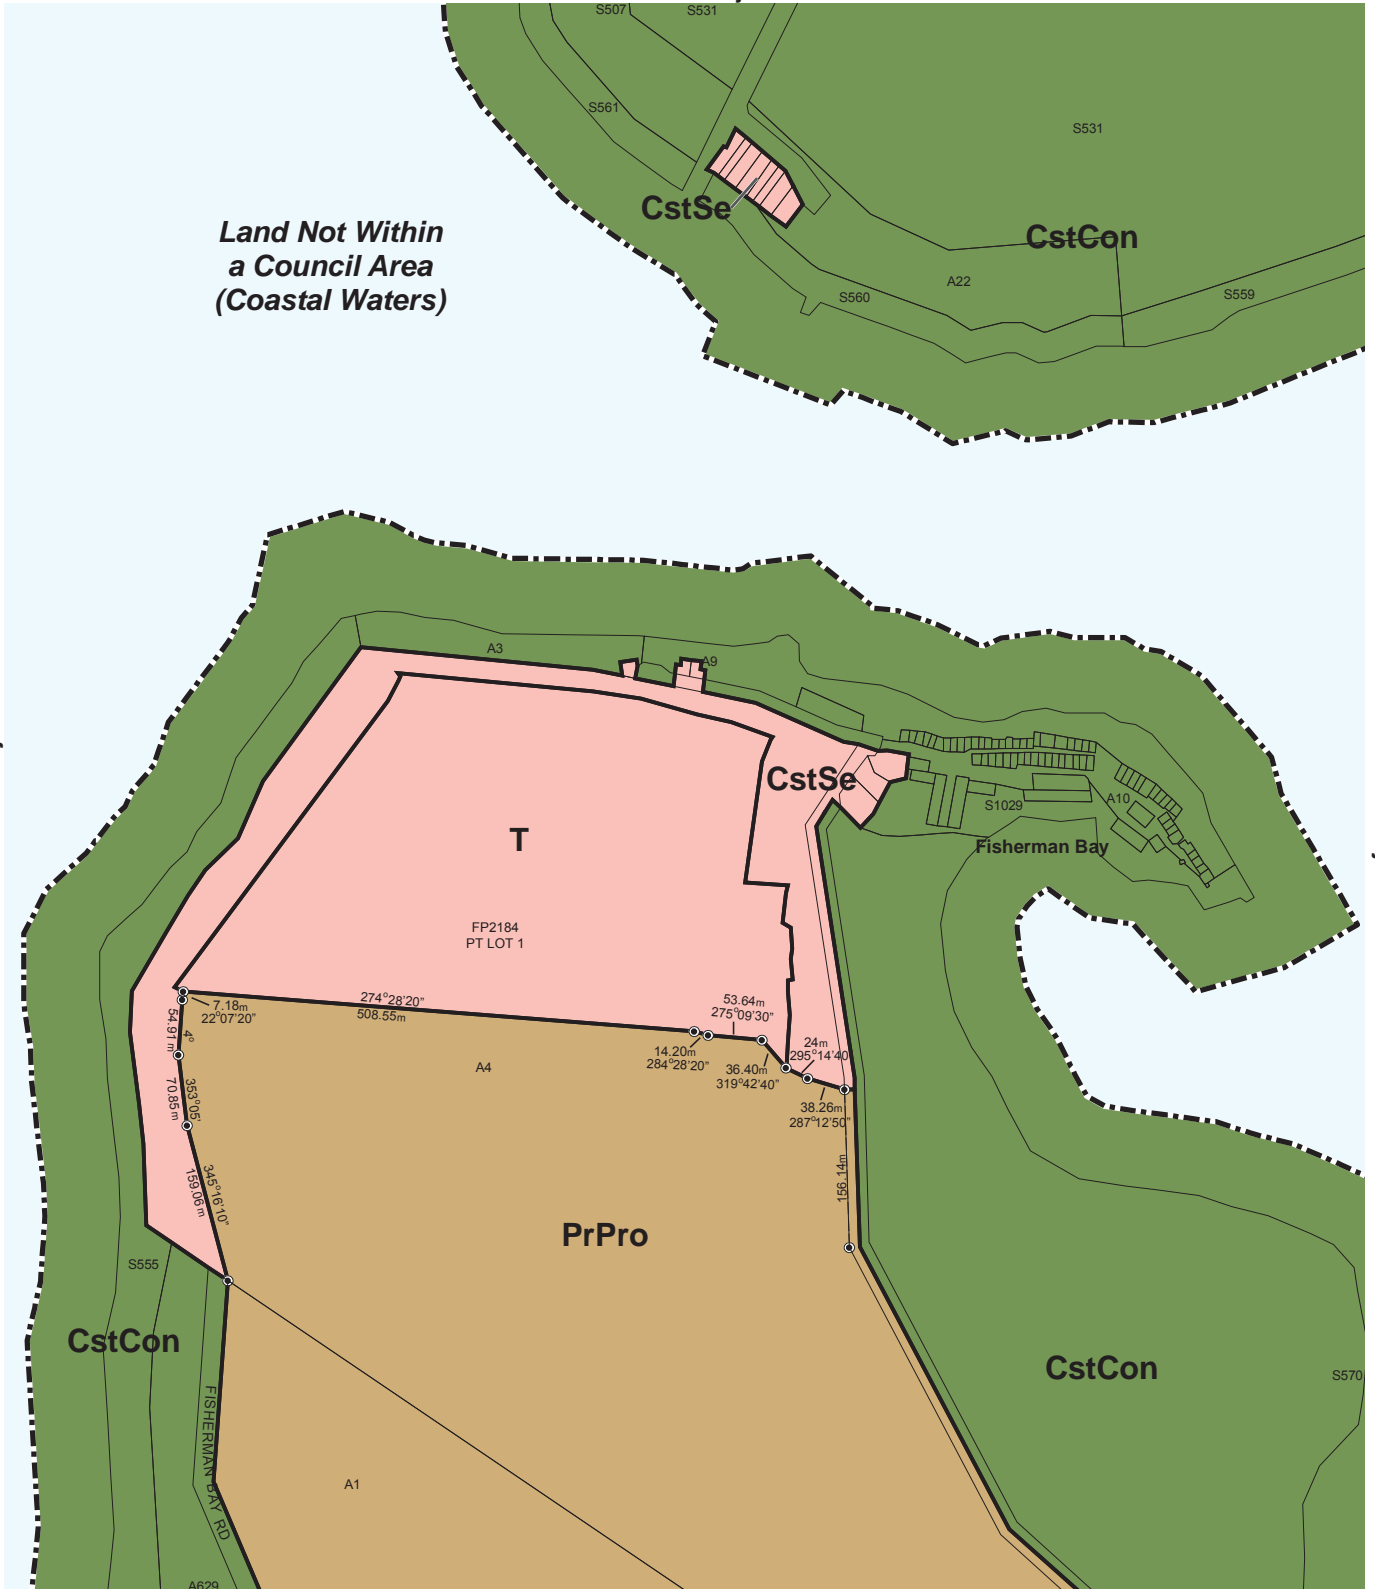 S507
S531
S561
S531
CstSe
Land Not Within
a Council Area
(Coastal Waters)
CstCon
A22
S560
S559
A3
A9
CstSe
S1029
A10
T
Fisherman Bay
FP2184
PT LOT 1
7.18m
22°07'20"
274°28'20"
508.55m
53.64m
275°09'30"
54.91m
4°
14.20m
284°28'20"
24m
295°14'40
A4
36.40m
319°42'40"
353°05'
70.85m
38.26m
287°12'50"
345°16'10"
159.06m
156.14m
PrPro
S555
CstCon
CstCon
S570
FISHERMAN BAY RD
A1
A629